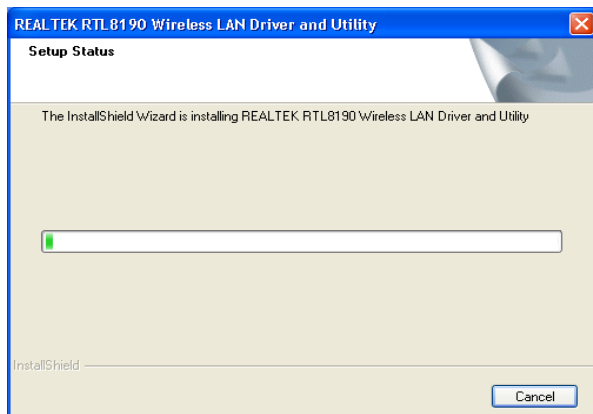 REALTEK RTL8190 Wireless LAN Driver and Utility
Setup Status
The InstallShield Wizard is installing REALTEK RTL8190 Wireless LAN Driver and Utility
InstallShield
Cancel